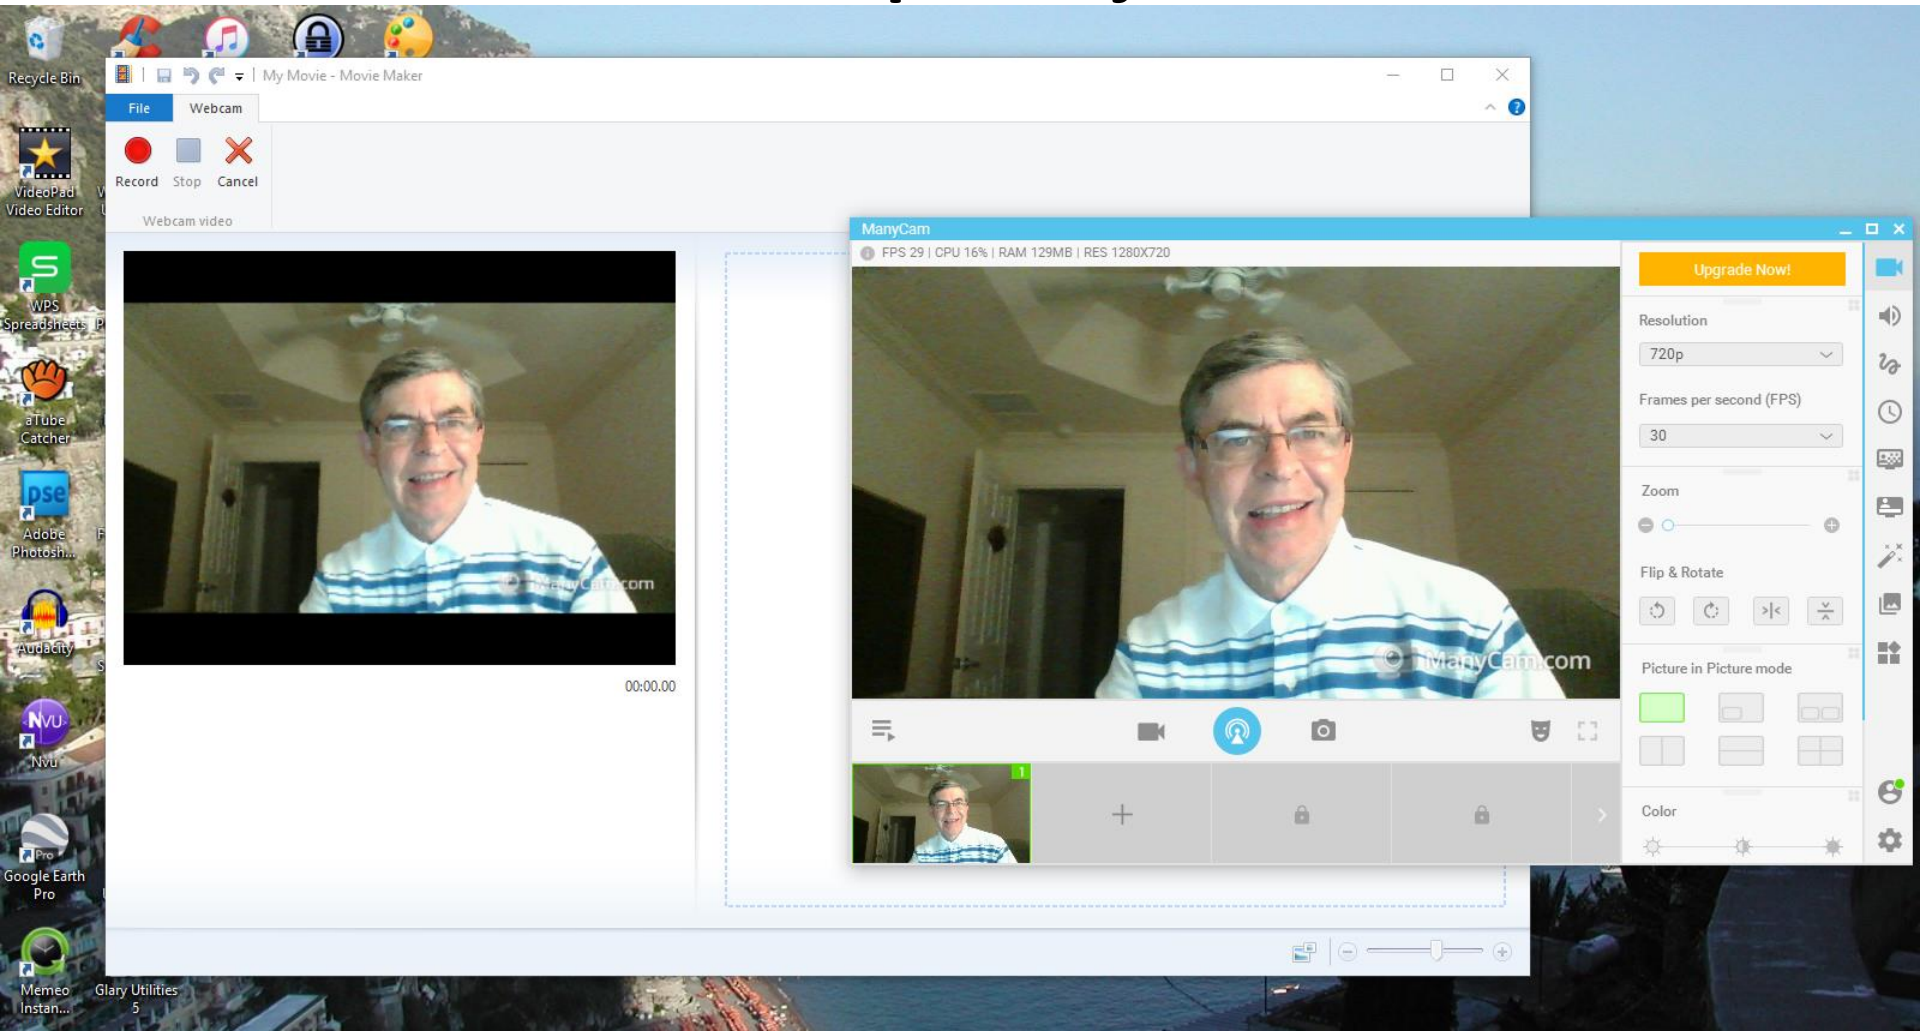 Recycle Bin
My Movie - Movie Maker
File
Webcam
?
Record
Stop
Cancel
Webcam video
VideoPad
Video Editor
ManyCam
FPS 29 | CPU 16% | RAM 129MB | RES 1280X720
Upgrade Now!
Resolution
720p
Frames per second (FPS)
30
Zoom
Flip & Rotate
Picture in Picture mode
Color
WPS
Spreadsheets
aTube
Catcher
pse
Adobe
Photosh...
ManyCam.com
ManyCam.com
00:00.00
1
Audacity
Nvu
Nvu
Pro
Google Earth
Pro
Memeo
Instan...
Glary Utilities
5